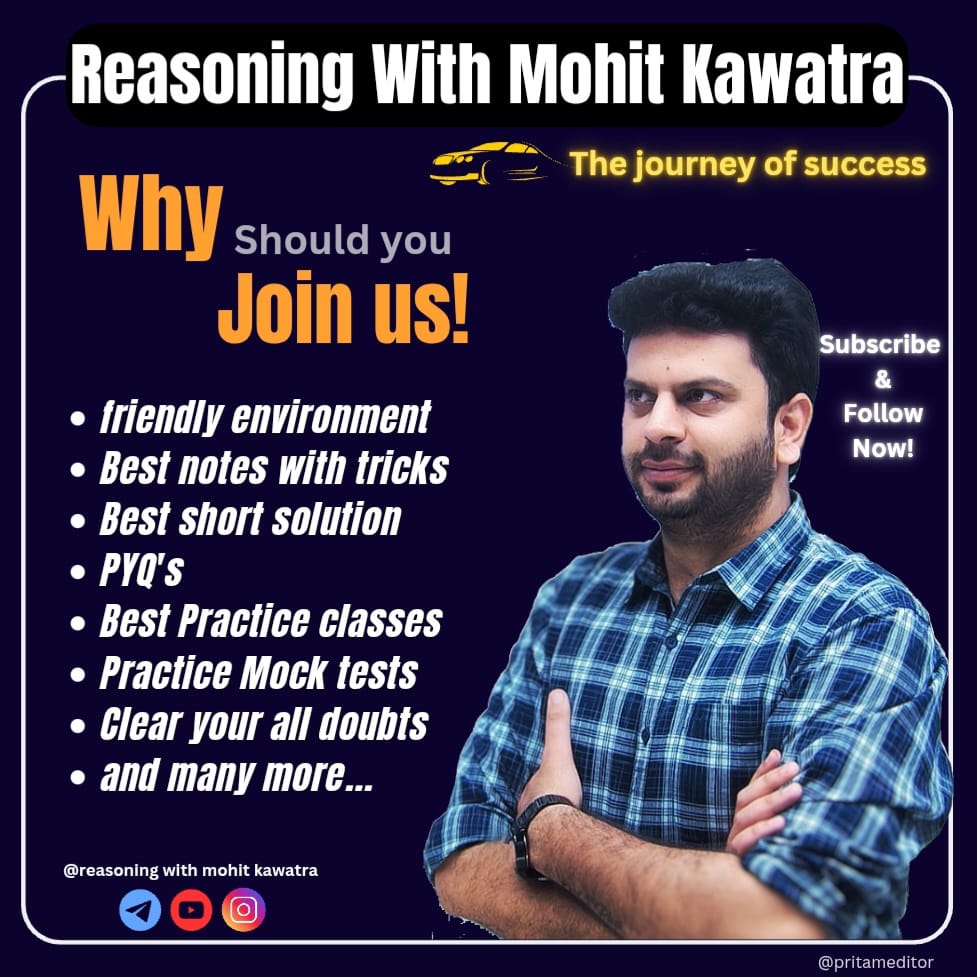 Reasoning With Mohit Kawatra
The journey of success
Why
Should you
Join us!
Subscribe
&
Follow
Now!
• friendly environment
• Best notes with tricks
• Best short solution
• PYQ's
• Best Practice classes
• Practice Mock tests
• Clear your all doubts
• and many more...
@reasoning with mohit kawatra
@pritameditor